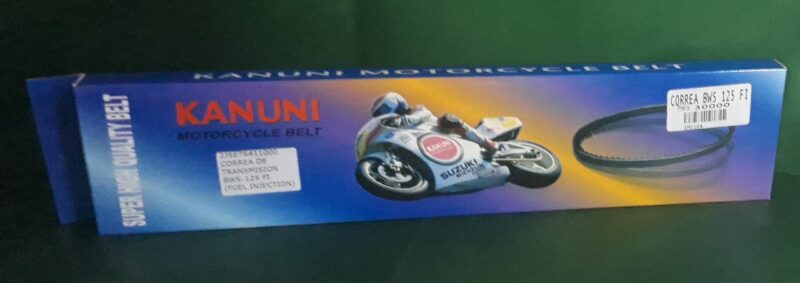 KANUNI MOTORCYCLE BELT
SUPER HIGH QUALITY BELT
KANUNI
MOTORCYCLE BELT
CORREA DE
TRANSMISION
BWS-125 FI
(FUEL INJECTION)
KANUNI
SUZUKI
CORREA BWS 125 FI
30000